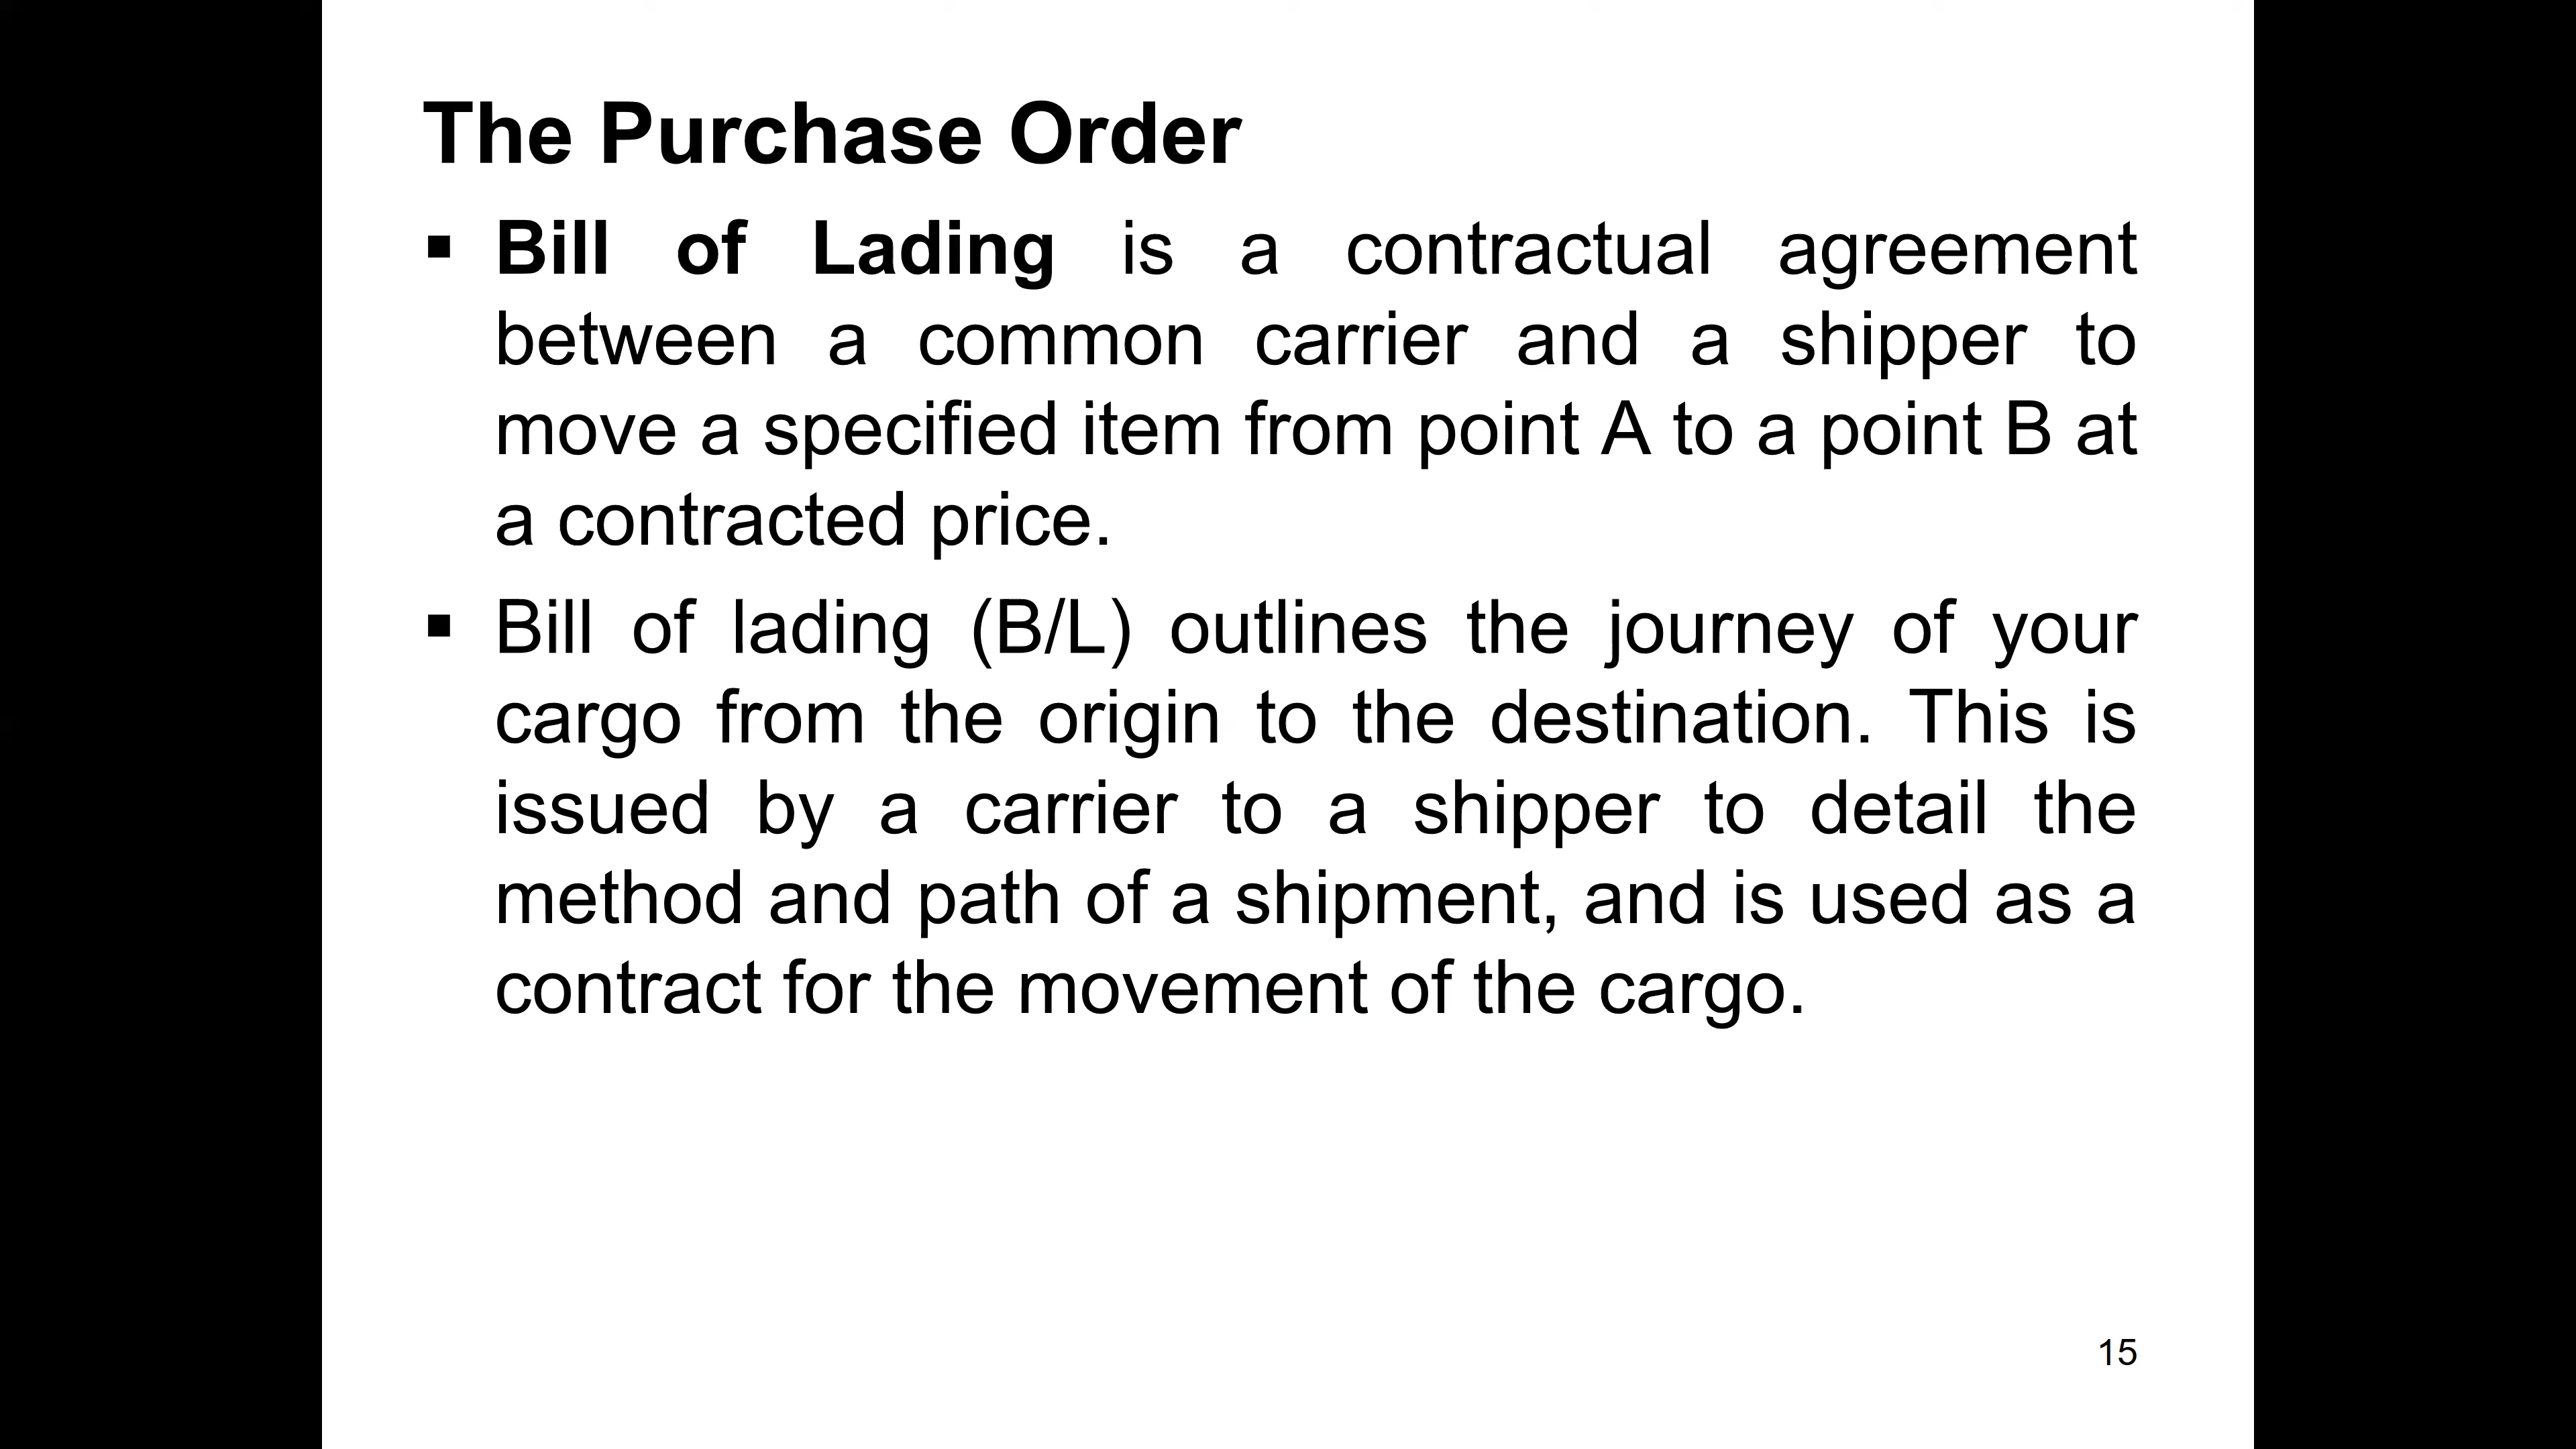 The Purchase Order
▪ Bill of Lading is a contractual agreement
between a common carrier and a shipper to
move a specified item from point A to a point B at
a contracted price.
▪ Bill of lading (B/L) outlines the journey of your
cargo from the origin to the destination. This is
issued by a carrier to a shipper to detail the
method and path of a shipment, and is used as a
contract for the movement of the cargo.
15